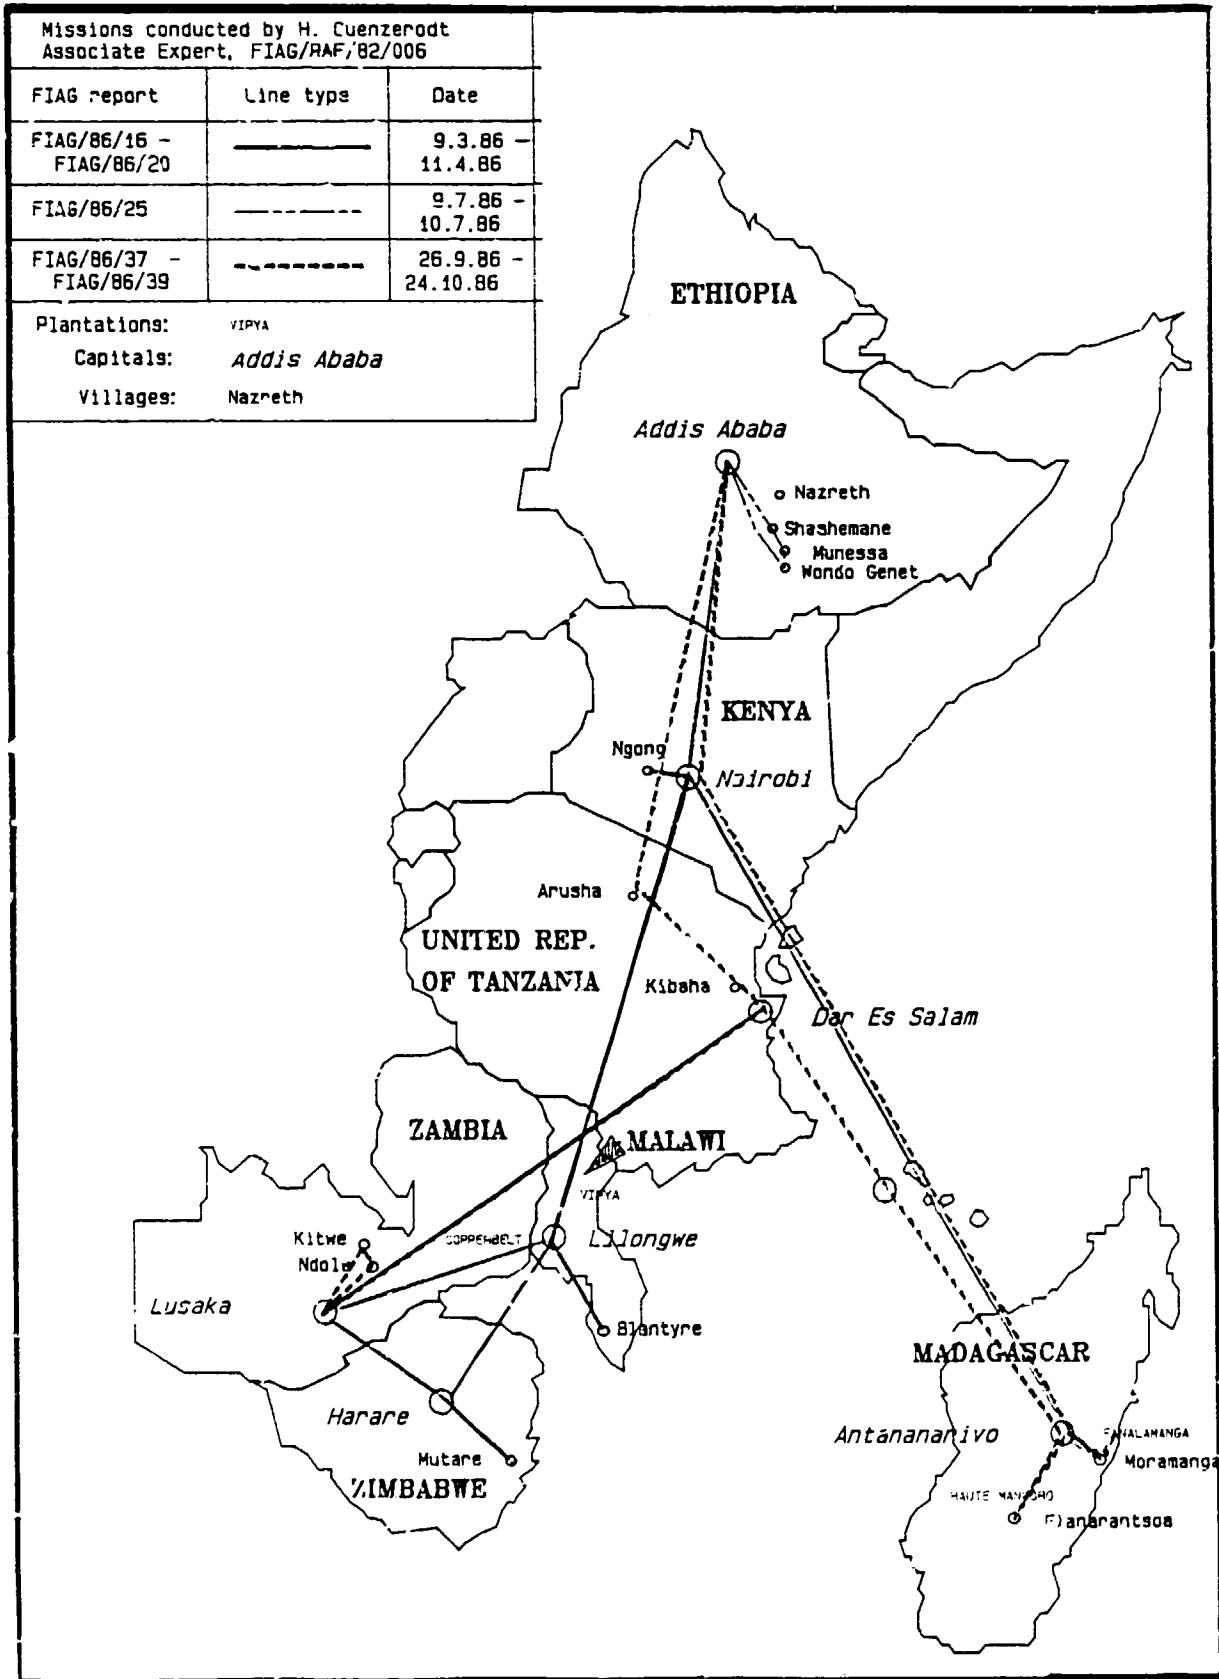 Missions conducted by H. Cuenzerodt
Associate Expert, FIAG/RAF/82/006
FIAG report Line type Date
FIAG/86/16 - 9.3.86 -
FIAG/86/20 11.4.86
FIAG/86/25 9.7.86 -
10.7.86
FIAG/86/37 - 26.9.86 -
FIAG/86/39 24.10.86
Plantations: VIPYA
Capitals: Addis Ababa
Villages: Nazreth
ETHIOPIA
Addis Ababa
Nazreth
Shashemane
Munessa
Wondo Genet
KENYA
Ngong
Nairobi
Arusha
UNITED REP.
OF TANZANIA
Kibaha
Dar Es Salam
ZAMBIA
MALAWI
VIPYA
Kitwe
COPPERBELT
Lilongwe
Ndola
Lusaka
Blantyre
MADAGASCAR
Harare
Antananarivo
FANALAMANGA
Mutare
Moramanga
ZIMBABWE
HAUTE
Fianarantsoa